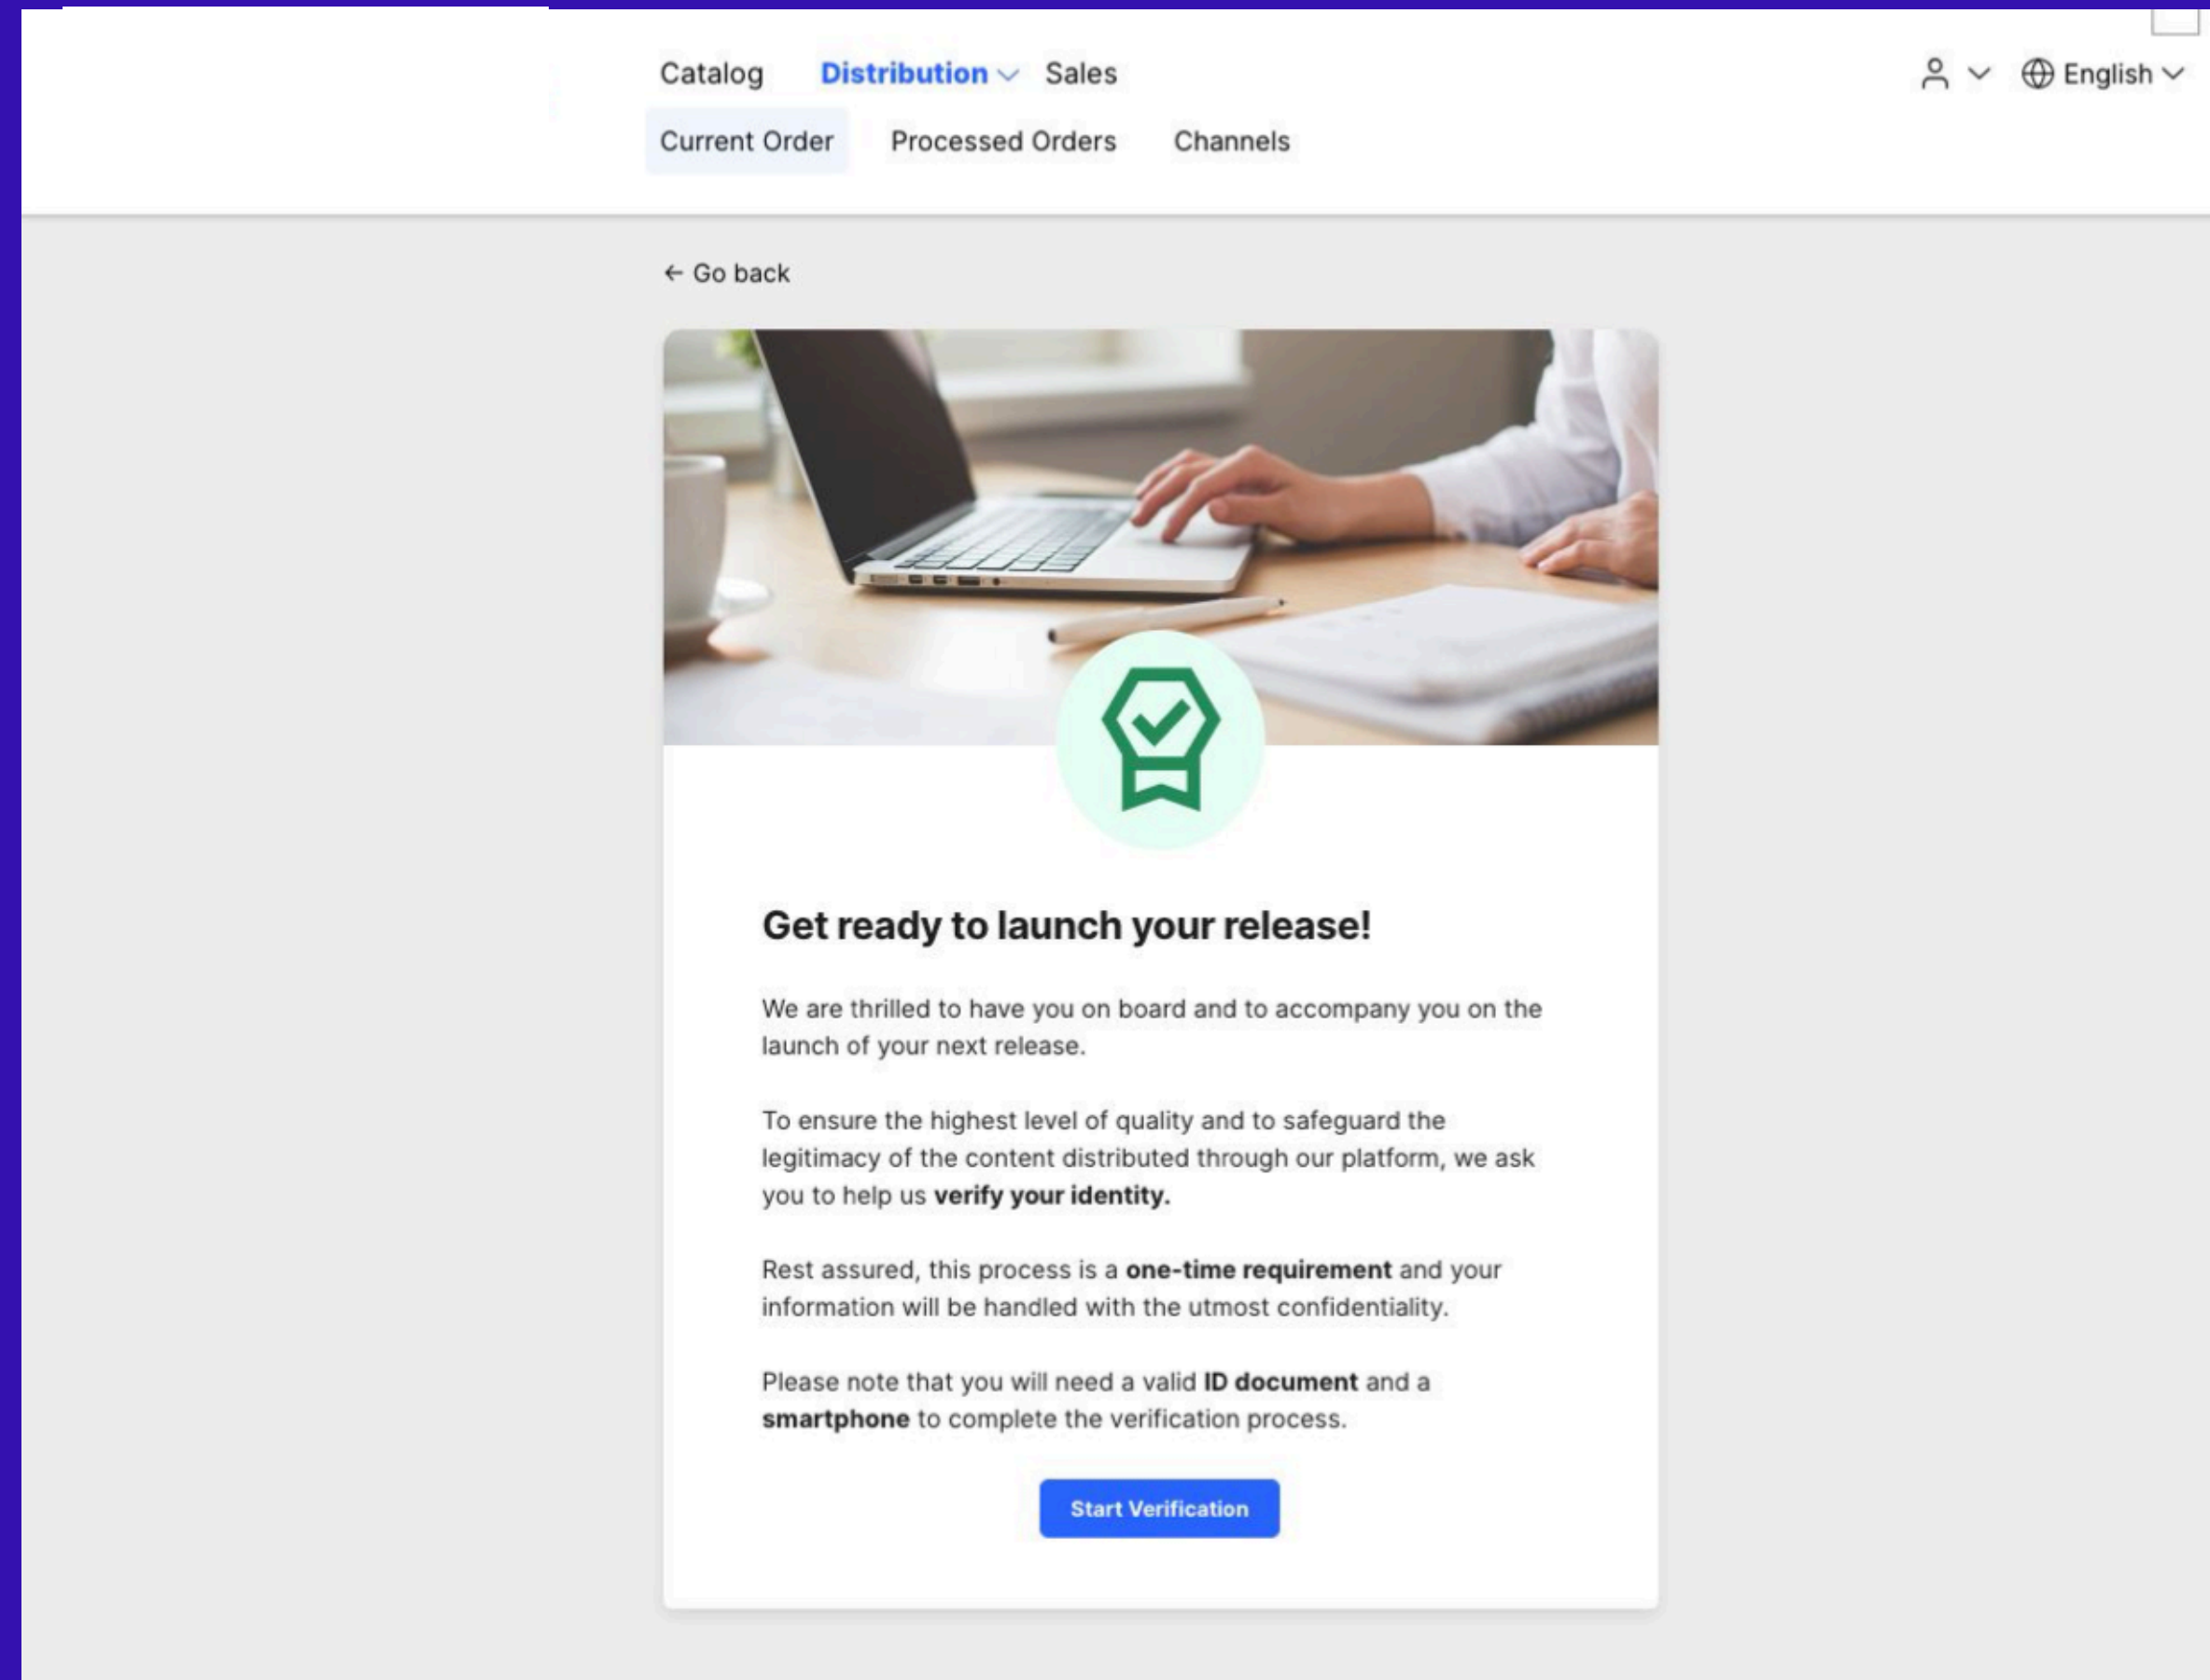 Catalog Distribution Sales
English
Current Order Processed Orders Channels
← Go back
Get ready to launch your release!
We are thrilled to have you on board and to accompany you on the
launch of your next release.
To ensure the highest level of quality and to safeguard the
legitimacy of the content distributed through our platform, we ask
you to help us verify your identity.
Rest assured, this process is a one-time requirement and your
information will be handled with the utmost confidentiality.
Please note that you will need a valid ID document and a
smartphone to complete the verification process.
Start Verification